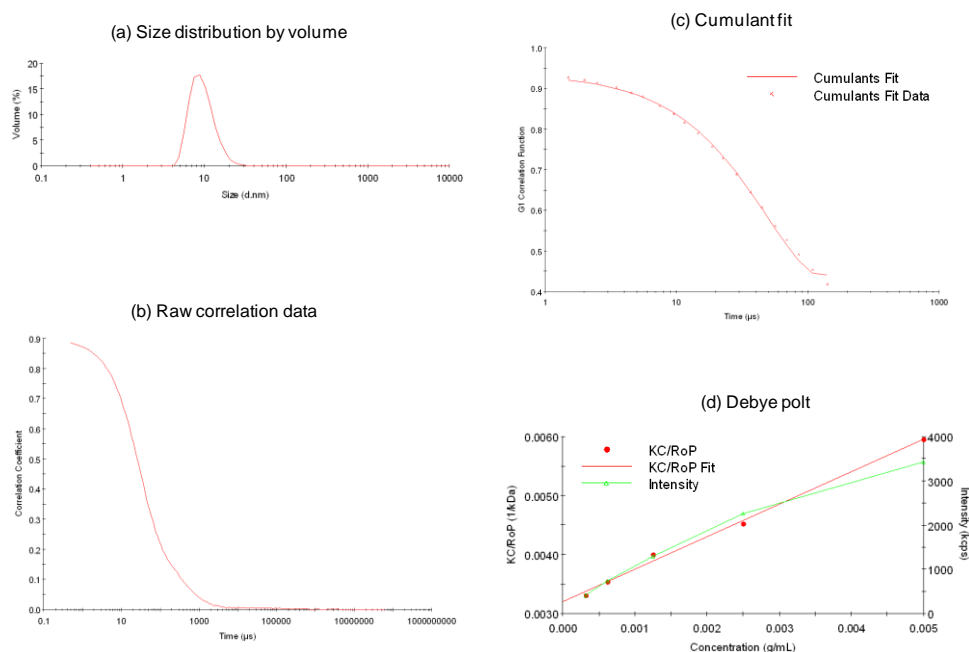 (a) Size distribution by volume
20
15
10
5
0
0.1 1 10 100 1000 10000
Volume (%)
Size (d.nm)
(b) Raw correlation data
0.9
0.8
0.7
0.6
0.5
0.4
0.3
0.2
0.1
0.0
0.1 10 1000 100000 10000000 1000000000
Correlation Coefficient
Time (µs)
(c) Cumulant fit
1.0
0.9
0.8
0.7
0.6
0.5
0.4
1 10 100 1000
G1 Correlation Function
Time (µs)
Cumulants Fit
Cumulants Fit Data
(d) Debye polt
0.0060
0.0050
0.0040
0.0030
KC/RoP (1/kDa)
KC/RoP
KC/RoP Fit
Intensity
4000
3000
2000
1000
0
Intensity (kcps)
0.000 0.001 0.002 0.003 0.004 0.005
Concentration (g/mL)